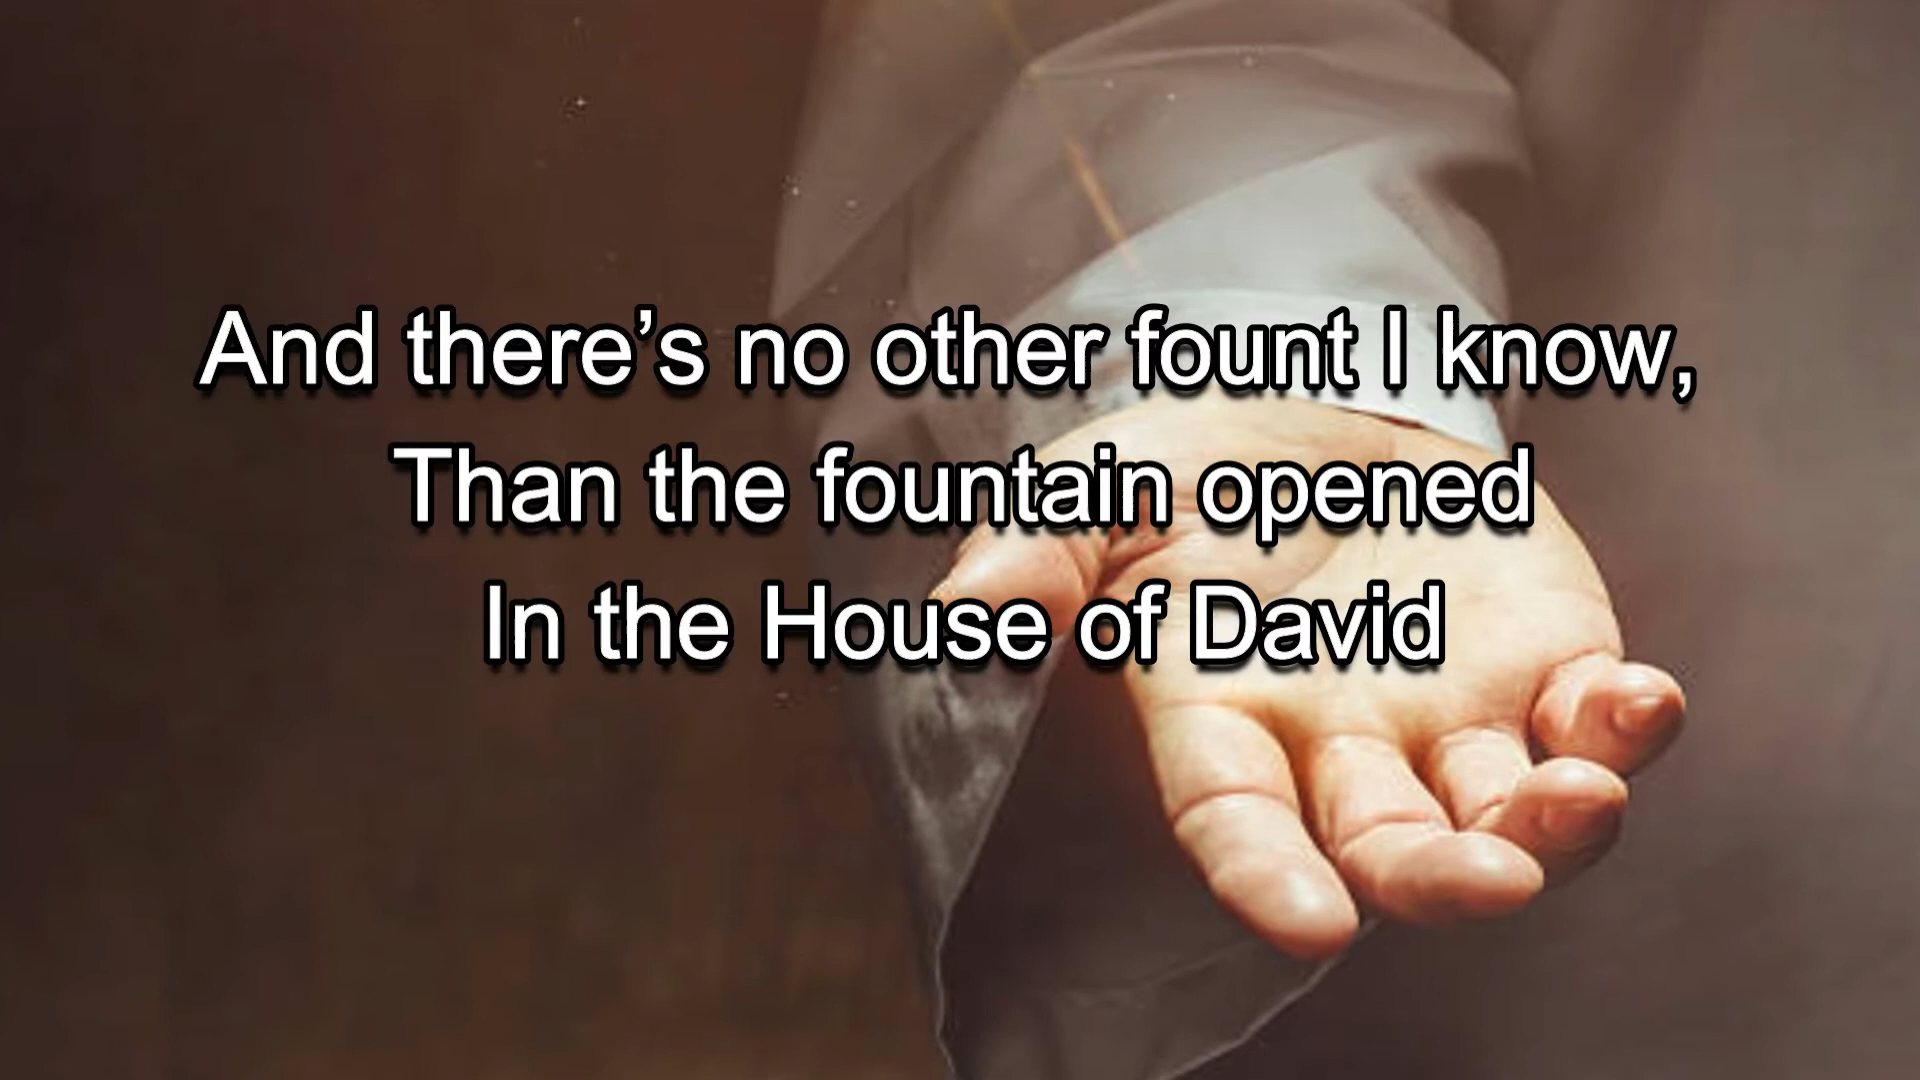 And there’s no other fount I know,
Than the fountain opened
In the House of David